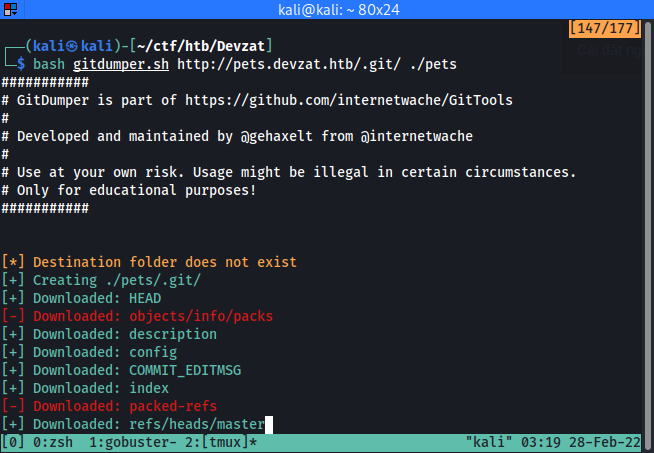 kali@kali: ~ 80x24
[147/177]
(kali㉿kali)-[~/ctf/htb/Devzat]
$ bash gitdumper.sh http://pets.devzat.htb/.git/ ./pets
###########
# GitDumper is part of https://github.com/internetwache/GitTools
#
# Developed and maintained by @gehaxelt from @internetwache
#
# Use at your own risk. Usage might be illegal in certain circumstances.
# Only for educational purposes!
###########
[*] Destination folder does not exist
[+] Creating ./pets/.git/
[+] Downloaded: HEAD
[-] Downloaded: objects/info/packs
[+] Downloaded: description
[+] Downloaded: config
[+] Downloaded: COMMIT_EDITMSG
[+] Downloaded: index
[-] Downloaded: packed-refs
[+] Downloaded: refs/heads/master
[0] 0:zsh  1:gobuster- 2:[tmux]* "kali" 03:19 28-Feb-22